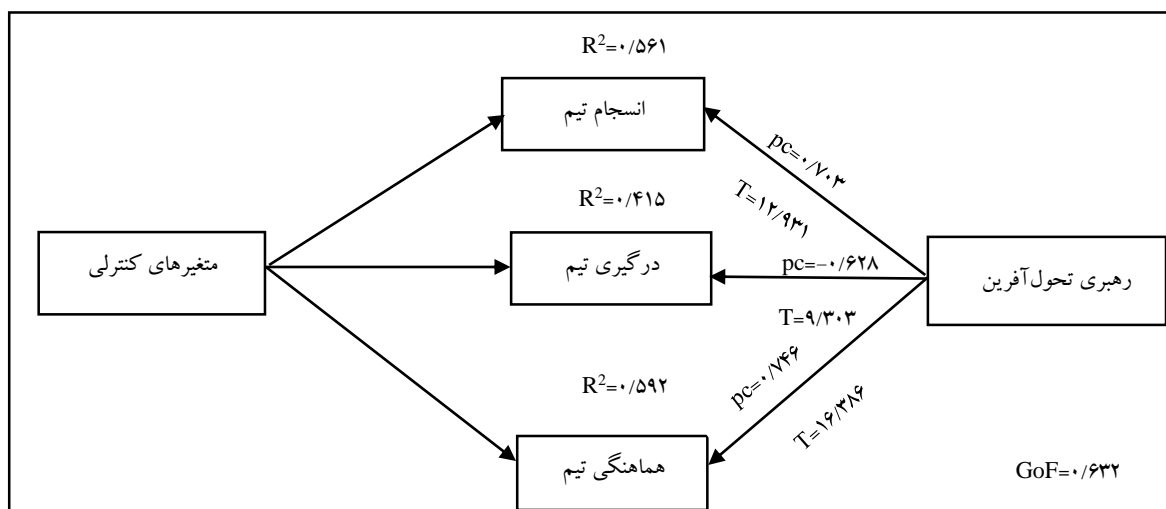 R²=۰/۵۶۱
انسجام تیم
pc=۰/۷۰۳
T=۱۲/۹۳۱
R²=۰/۴۱۵
متغیرهای کنترلی
درگیری تیم
pc=-۰/۶۲۸
رهبری تحول‌آفرین
T=۹/۳۰۳
R²=۰/۵۹۲
pc=۰/۷۴۶
T=۱۶/۳۸۶
هماهنگی تیم
GoF=۰/۶۳۲